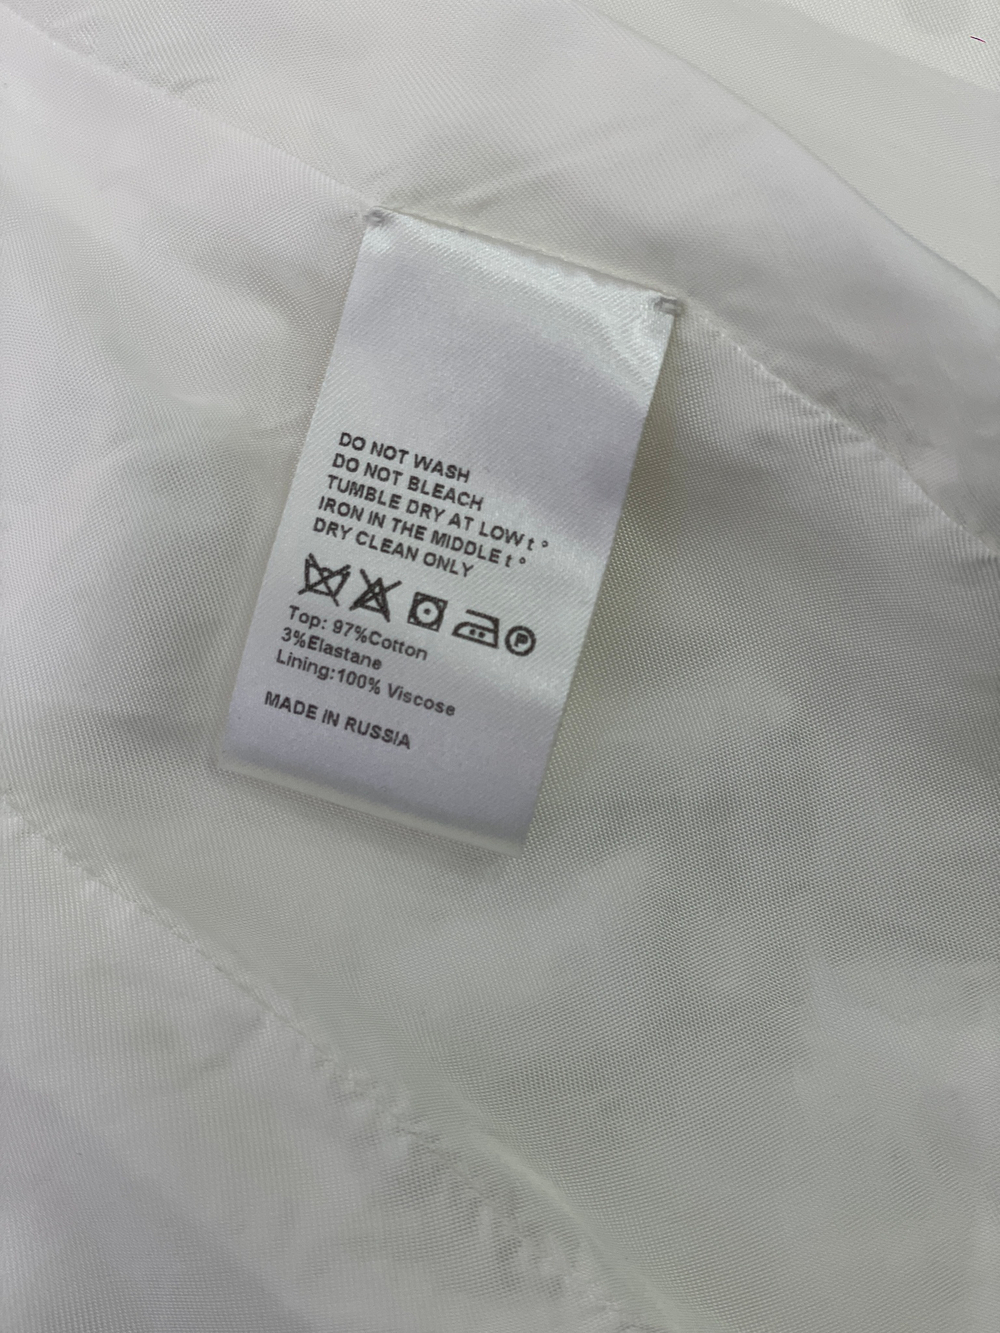 DO NOT WASH
DO NOT BLEACH
TUMBLE DRY AT LOW t °
IRON IN THE MIDDLE t °
DRY CLEAN ONLY
P
Top: 97%Cotton
3%Elastane
Lining:100% Viscose
MADE IN RUSSIA